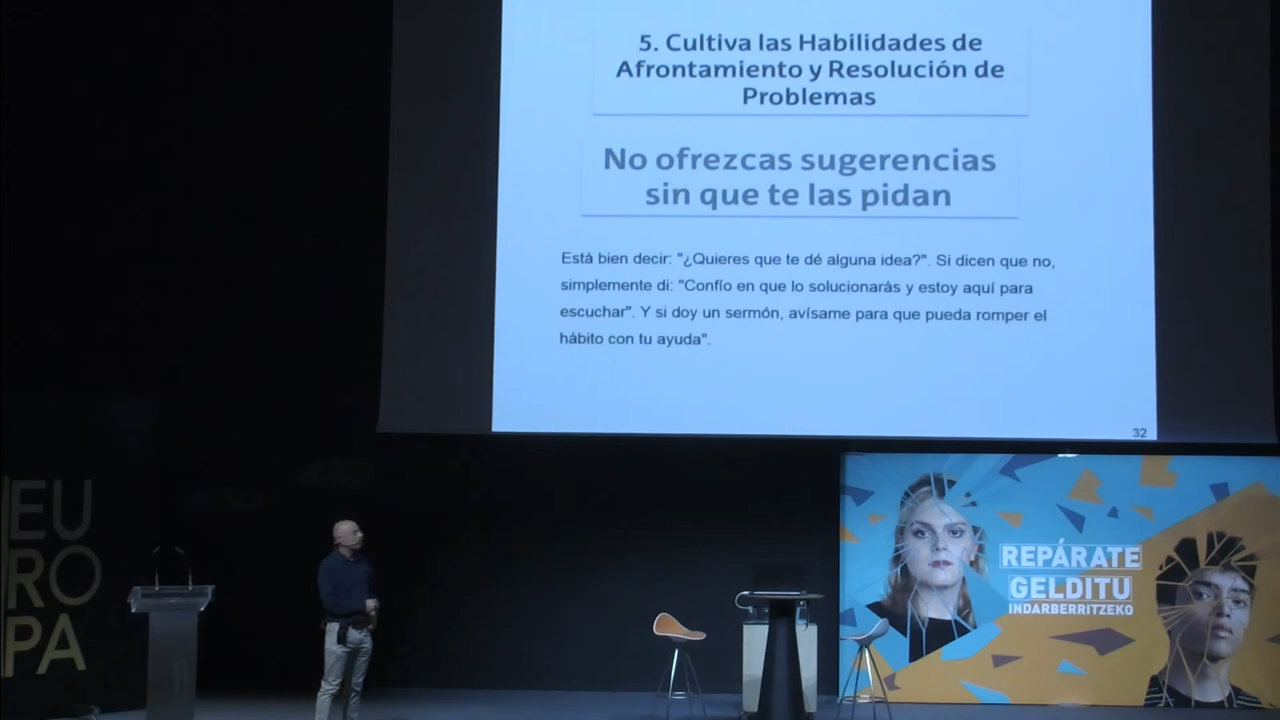 5. Cultiva las Habilidades de
Afrontamiento y Resolución de
Problemas
No ofrezcas sugerencias
sin que te las pidan
Está bien decir: "¿Quieres que te dé alguna idea?". Si dicen que no,
simplemente di: "Confío en que lo solucionarás y estoy aquí para
escuchar". Y si doy un sermón, avísame para que pueda romper el
hábito con tu ayuda".
32
EU
RO
PA
REPÁRATE
GELDITU
INDARBERRITZEKO